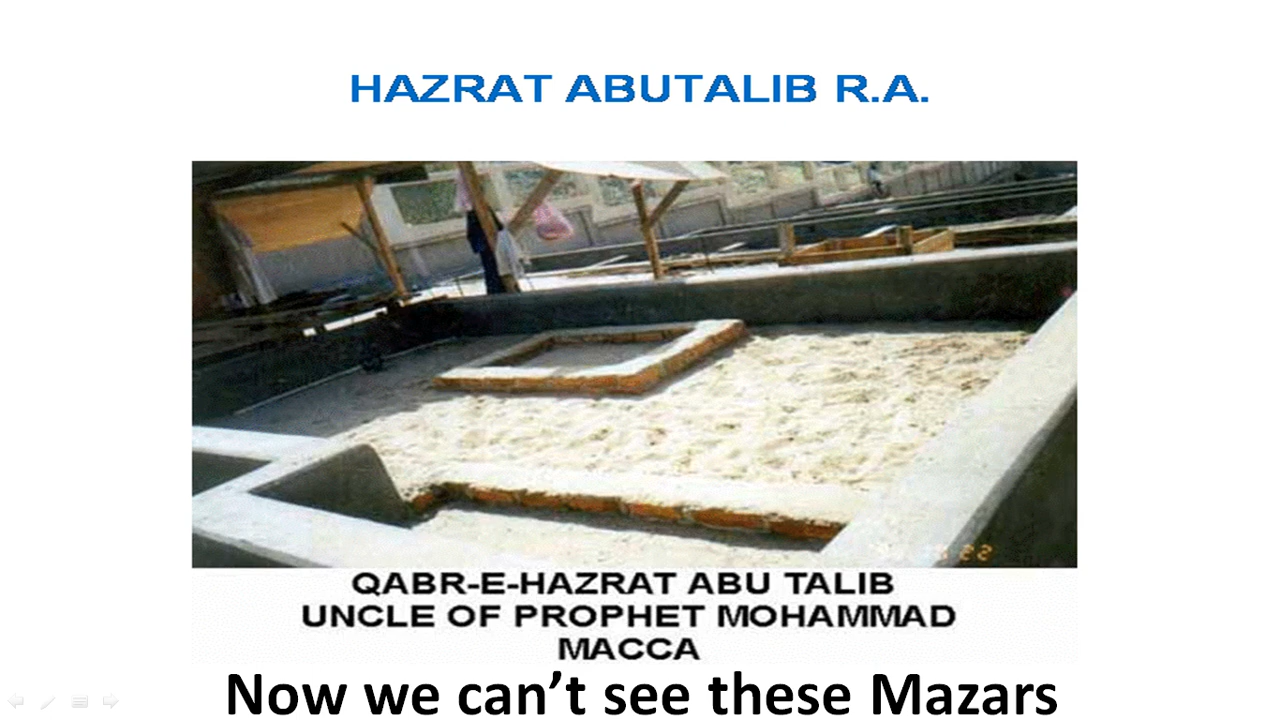 HAZRAT ABUTALIB R.A.
QABR-E-HAZRAT ABU TALIB
UNCLE OF PROPHET MOHAMMAD
MACCA
Now we can’t see these Mazars